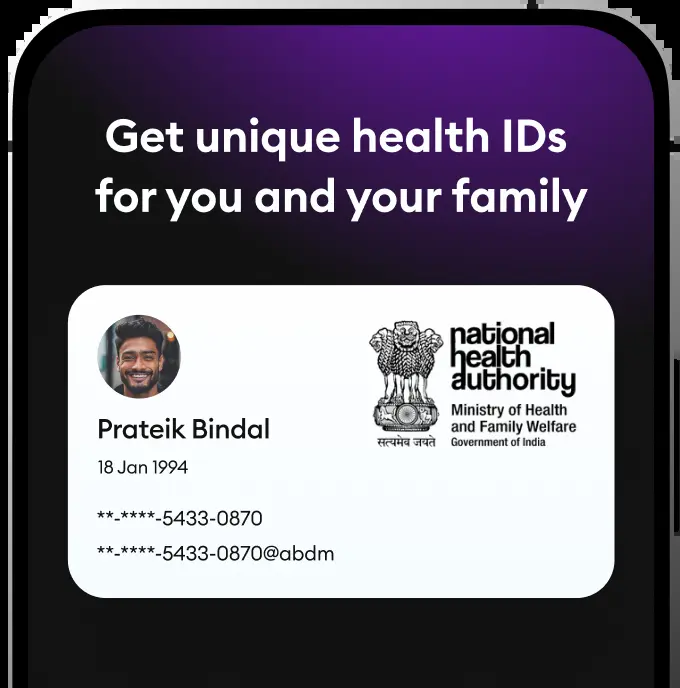 Get unique health IDs
for you and your family
national
health
authority
Ministry of Health
and Family Welfare
Government of India
सत्यमेव जयते
Prateik Bindal
18 Jan 1994
**-****-5433-0870
**-****-5433-0870@abdm